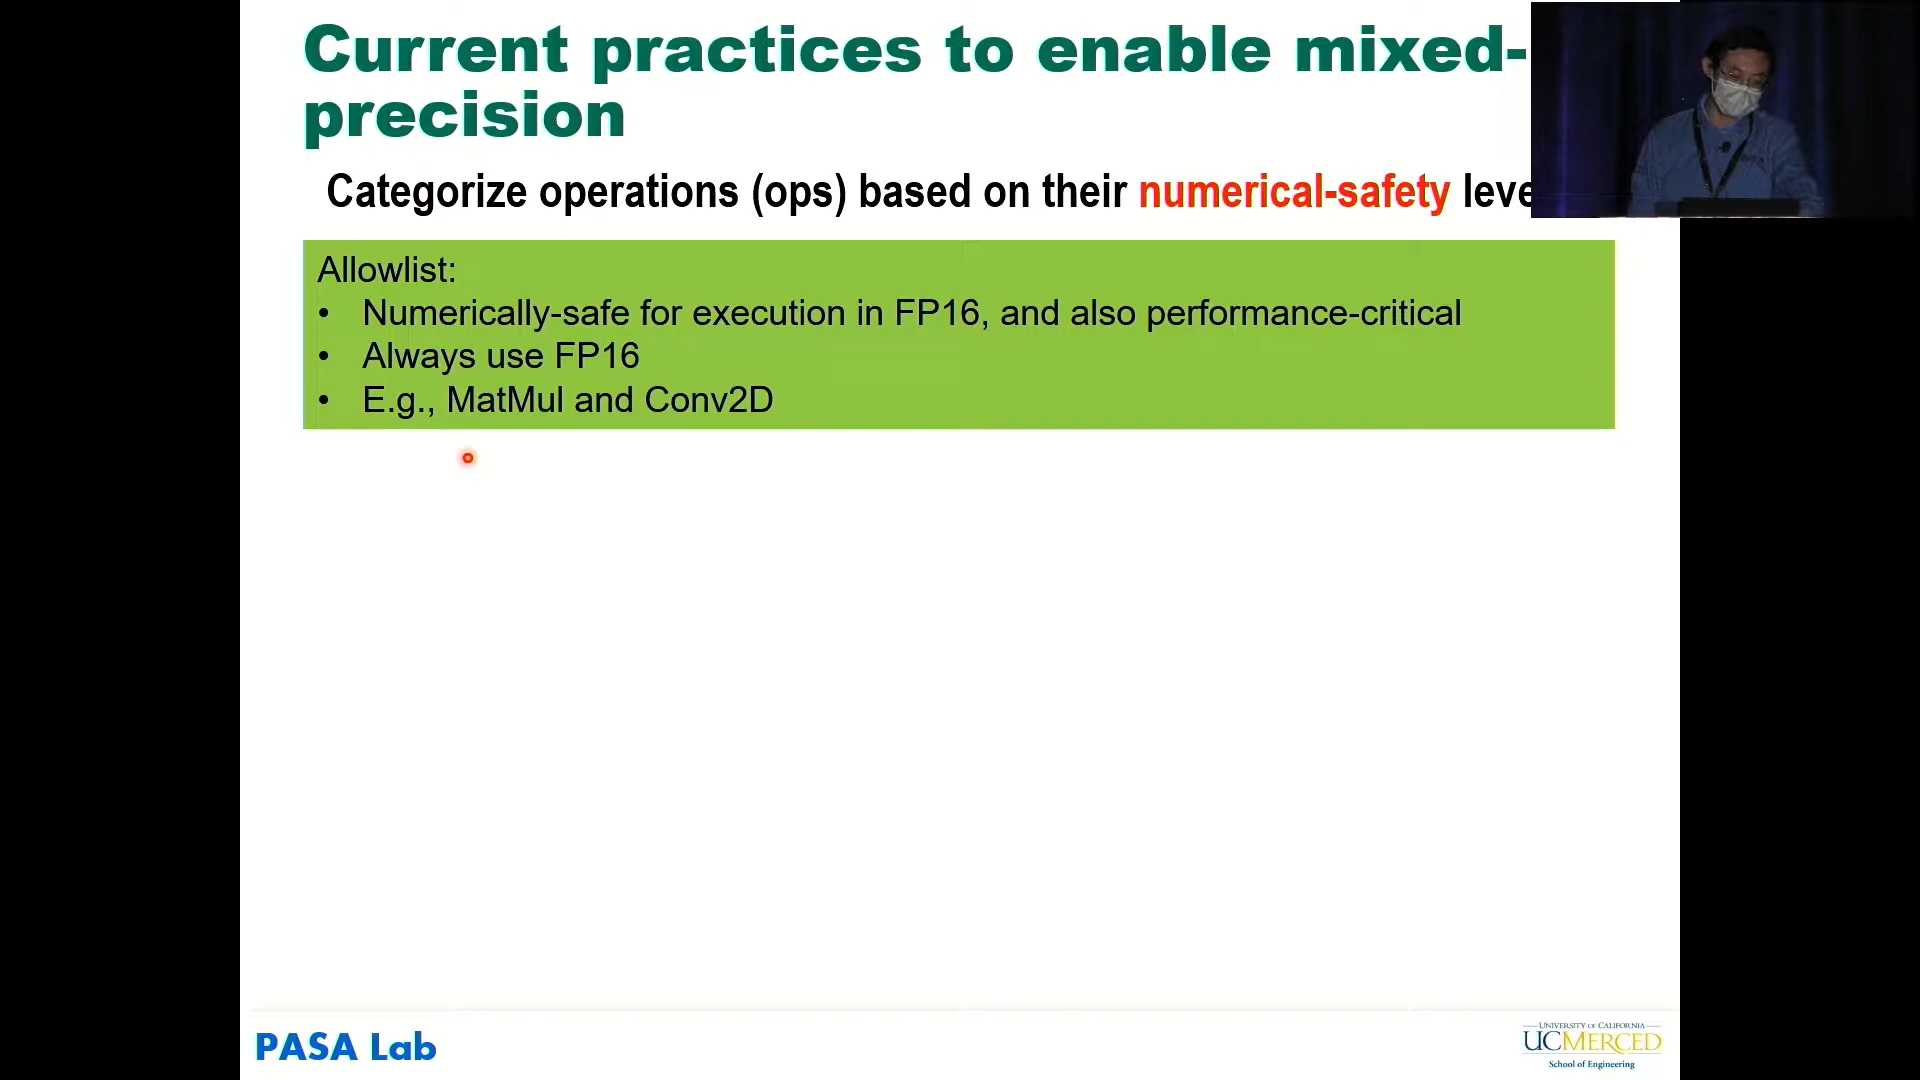 Current practices to enable mixed-
precision
Categorize operations (ops) based on their numerical-safety leve
Allowlist:
• Numerically-safe for execution in FP16, and also performance-critical
• Always use FP16
• E.g., MatMul and Conv2D
PASA Lab
UNIVERSITY OF CALIFORNIA
UCMERCED
School of Engineering